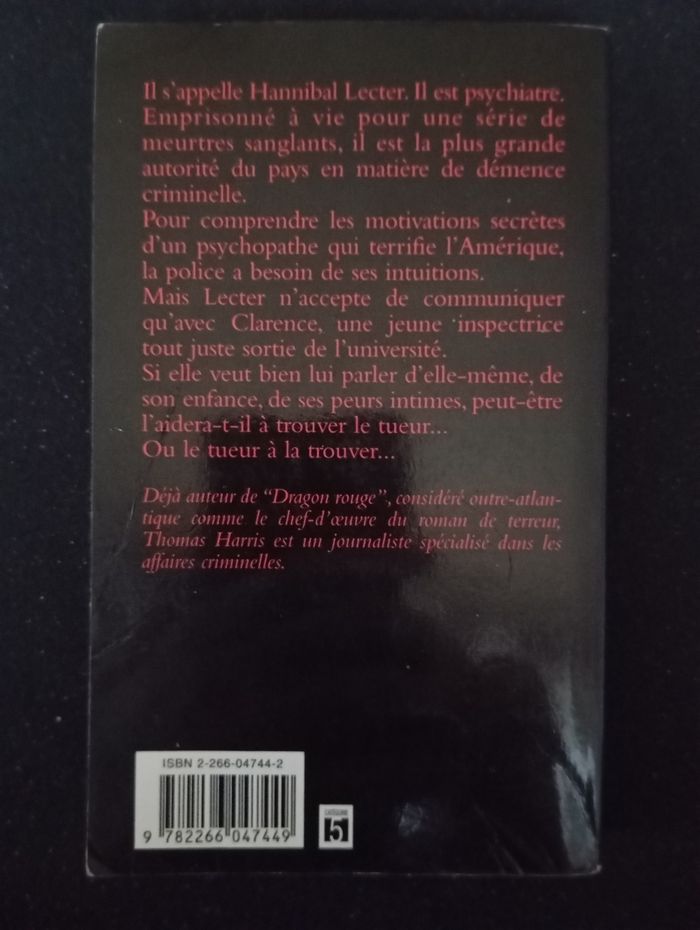 Il s'appelle Hannibal Lecter. Il est psychiatre.
Emprisonné à vie pour une série de
meurtres sanglants, il est la plus grande
autorité du pays en matière de démence
criminelle.
Pour comprendre les motivations secrètes
d'un psychopathe qui terrifie l'Amérique,
la police a besoin de ses intuitions.
Mais Lecter n'accepte de communiquer
qu'avec Clarence, une jeune inspectrice
tout juste sortie de l'université.
Si elle veut bien lui parler d'elle-même, de
son enfance, de ses peurs intimes, peut-être
l'aidera-t-il à trouver le tueur...
Ou le tueur à la trouver...
Déjà auteur de "Dragon rouge", considéré outre-atlan-
tique comme le chef-d'œuvre du roman de terreur,
Thomas Harris est un journaliste spécialisé dans les
affaires criminelles.
ISBN 2-266-04744-2
9 782266 047449
CATÉGORIE
5